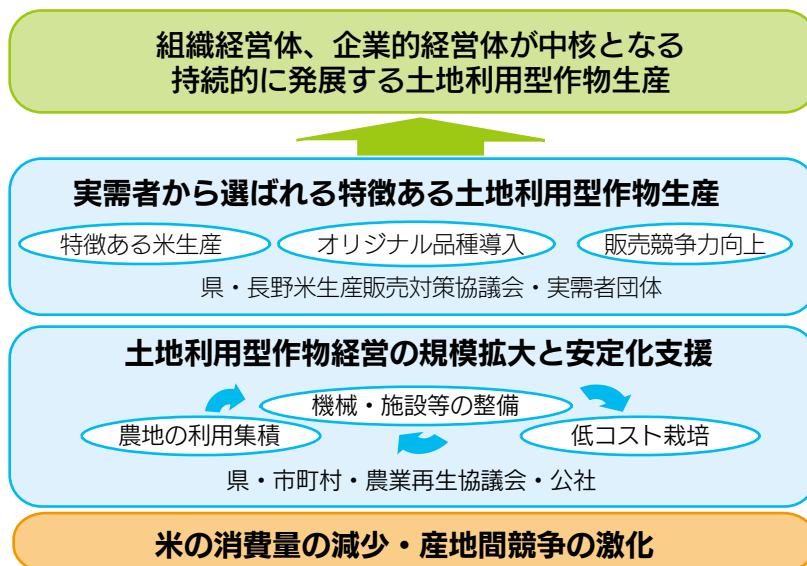 組織経営体、企業的経営体が中核となる
持続的に発展する土地利用型作物生産
実需者から選ばれる特徴ある土地利用型作物生産
特徴ある米生産
オリジナル品種導入
販売競争力向上
県・長野米生産販売対策協議会・実需者団体
土地利用型作物経営の規模拡大と安定化支援
機械・施設等の整備
農地の利用集積
低コスト栽培
県・市町村・農業再生協議会・公社
米の消費量の減少・産地間競争の激化